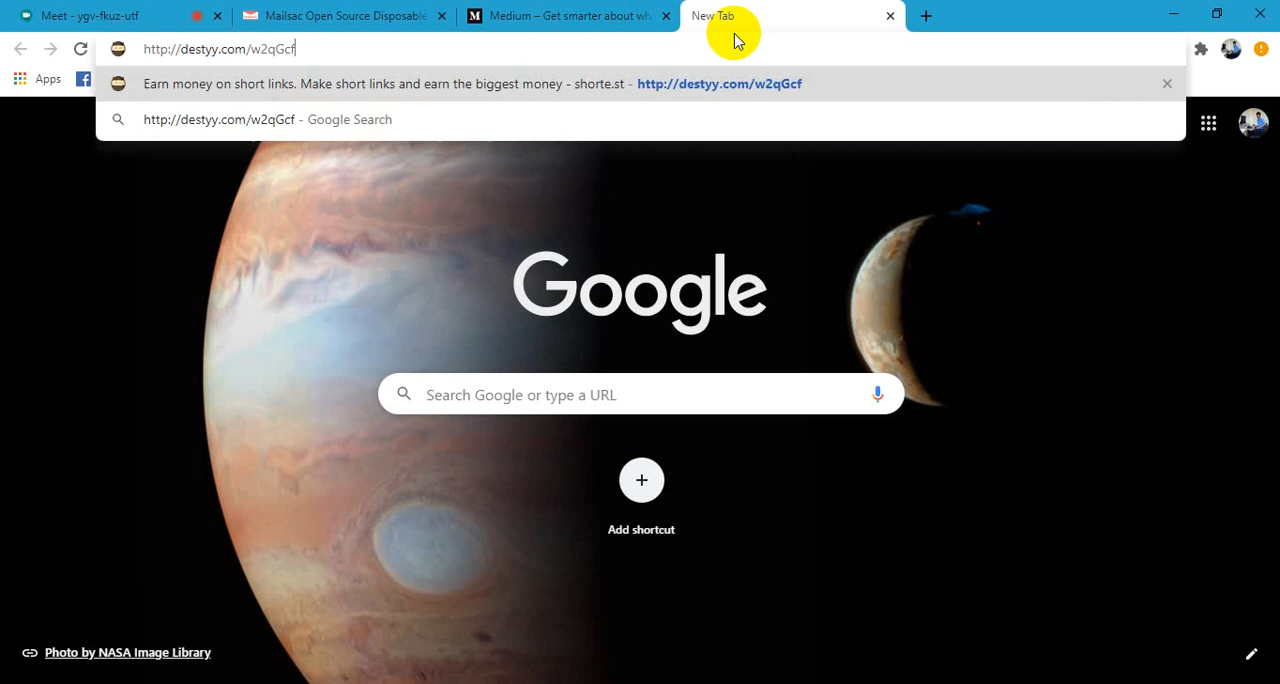 Meet - ygv-fkuz-utf
Mailsac Open Source Disposable
M Medium – Get smarter about wh
New Tab
http://destyy.com/w2qGcf
Apps
Earn money on short links. Make short links and earn the biggest money - shorte.st - http://destyy.com/w2qGcf
http://destyy.com/w2qGcf - Google Search
Google
Search Google or type a URL
Add shortcut
Photo by NASA Image Library